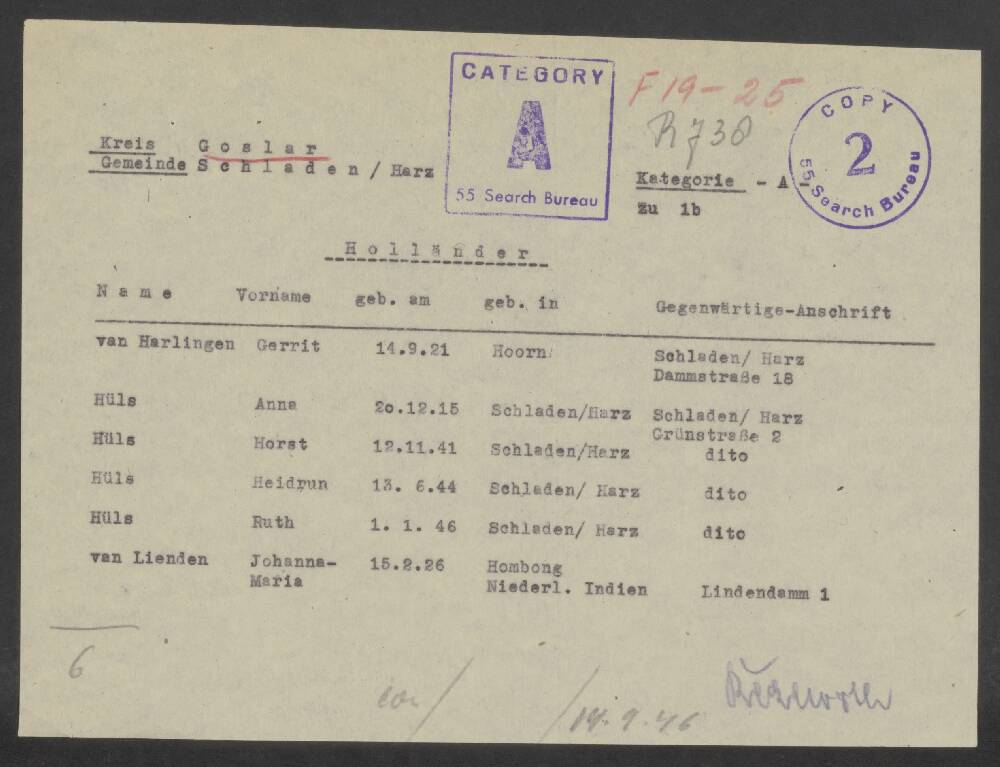 CATEGORY
A
55 Search Bureau
F 19-25
R 738
COPY
2
55 Search Bureau
Kreis Goslar
Gemeinde Schladen / Harz
Kategorie - A -
zu 1b
Holländer
Name Vorname geb. am geb. in Gegenwärtige-Anschrift
van Harlingen Gerrit 14.9.21 Hoorn Schladen/ Harz
Dammstraße 18
Hüls Anna 20.12.15 Schladen/Harz Schladen/ Harz
Grünstraße 2
Hüls Horst 12.11.41 Schladen/Harz dito
Hüls Heidrun 13. 6.44 Schladen/ Harz dito
Hüls Ruth 1. 1. 46 Schladen/ Harz dito
van Lienden Johanna- 15.2.26 Hombong
Maria Niederl. Indien Lindendamm 1
6
14.9.46